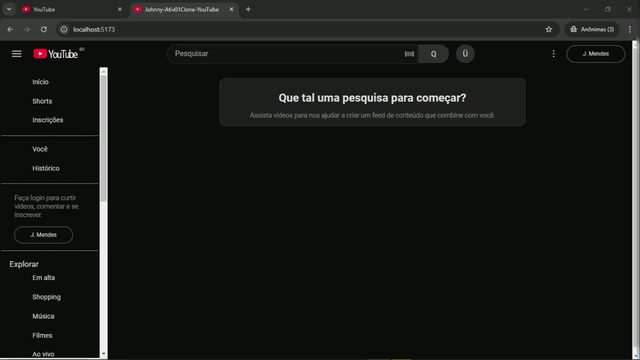 YouTube
Johnny-Ativ01Clone-YouTube
localhost:5173
Anônimas (3)
YouTube
Pesquisar
Q
Ü
J. Mendes
Início
Shorts
Inscrições
Você
Histórico
Faça login para curtir
vídeos, comentar e se
inscrever.
J. Mendes
Explorar
Em alta
Shopping
Música
Filmes
Ao vivo
Que tal uma pesquisa para começar?
Assista vídeos para nos ajudar a criar um feed de conteúdo que combine com você.